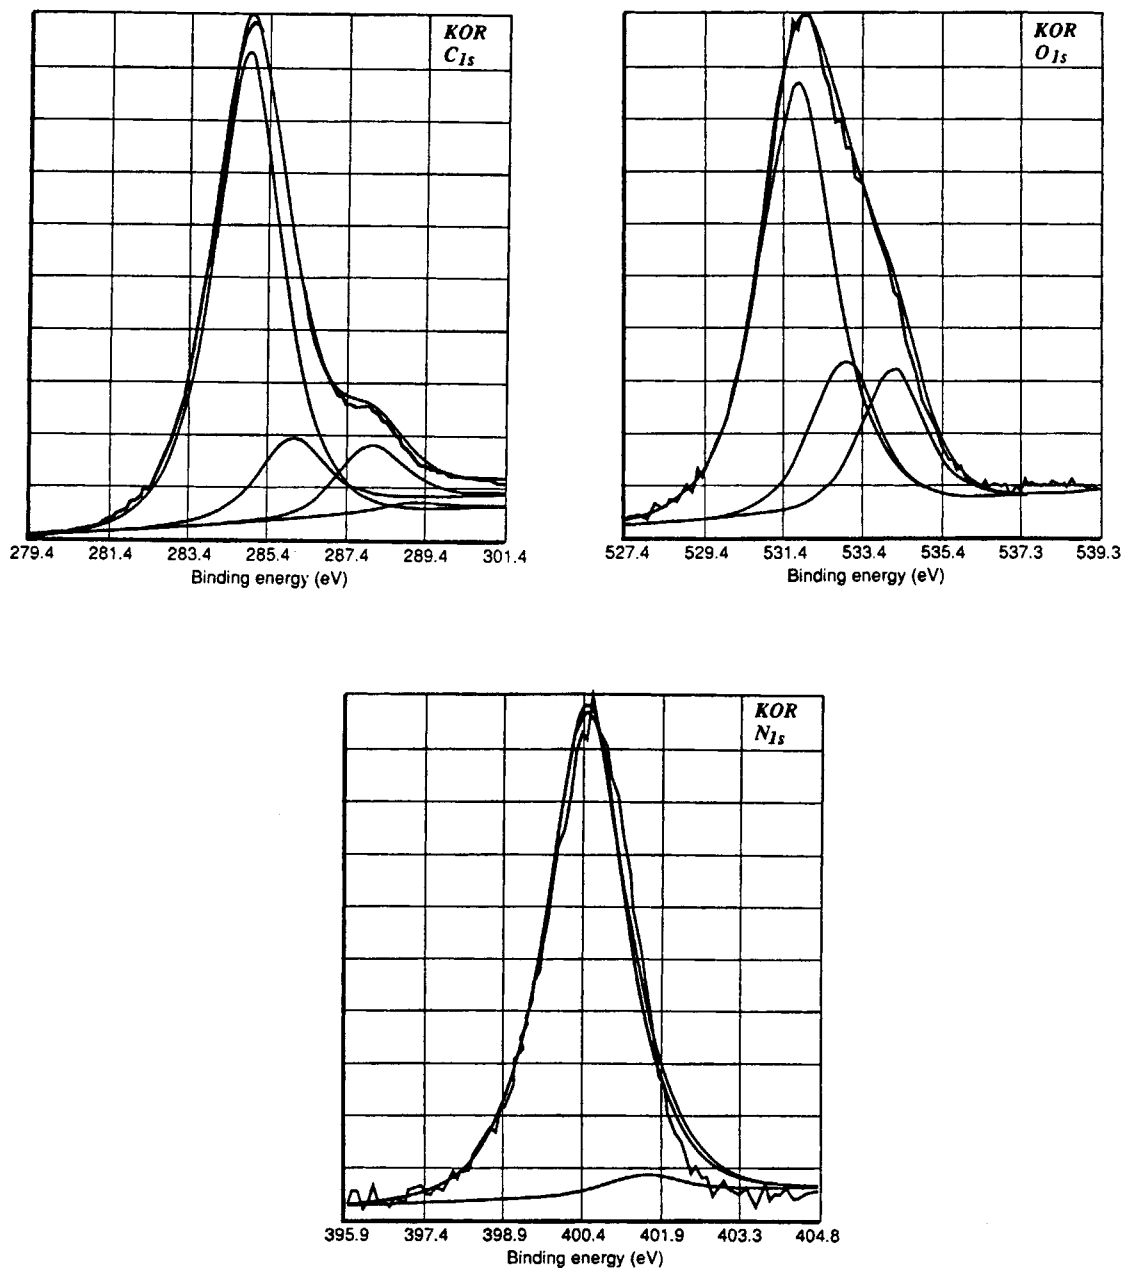 KOR
C1s
KOR
O1s
279.4 281.4 283.4 285.4 287.4 289.4 301.4
Binding energy (eV)
527.4 529.4 531.4 533.4 535.4 537.3 539.3
Binding energy (eV)
KOR
N1s
395.9 397.4 398.9 400.4 401.9 403.3 404.8
Binding energy (eV)